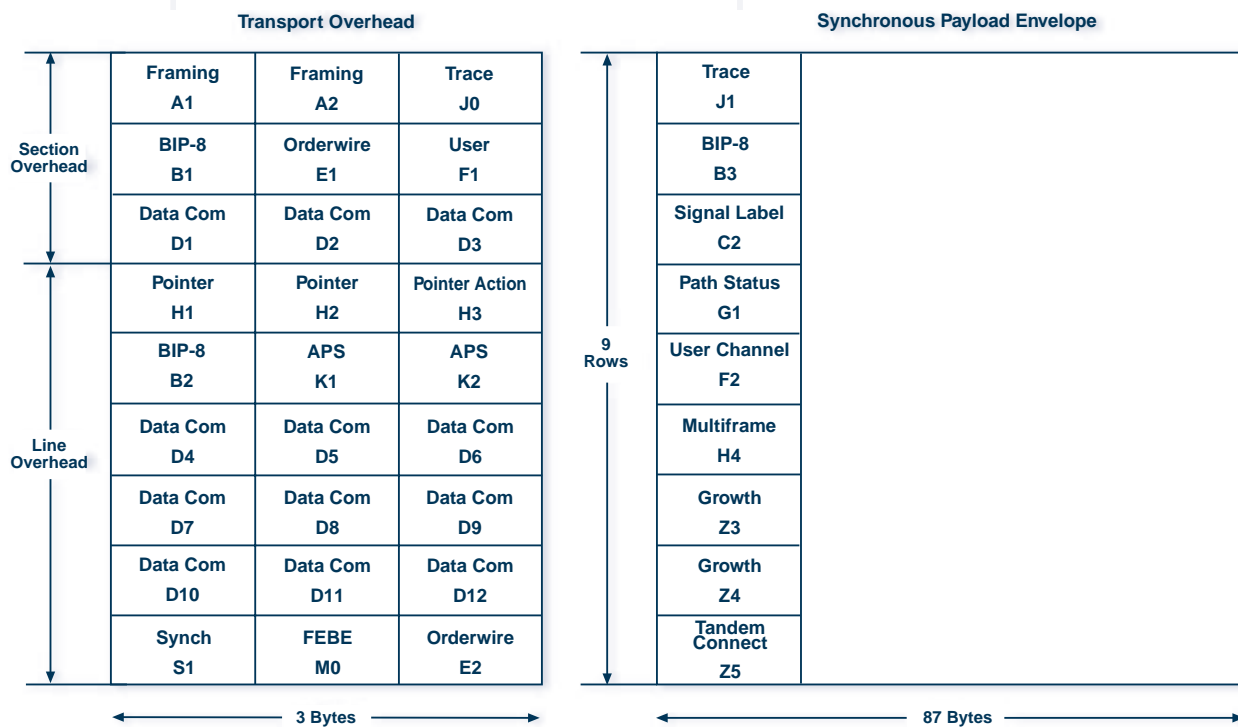 Transport Overhead
Synchronous Payload Envelope
Section
Overhead
Framing
A1
Framing
A2
Trace
J0
BIP-8
B1
Orderwire
E1
User
F1
Data Com
D1
Data Com
D2
Data Com
D3
Line
Overhead
Pointer
H1
Pointer
H2
Pointer Action
H3
BIP-8
B2
APS
K1
APS
K2
Data Com
D4
Data Com
D5
Data Com
D6
Data Com
D7
Data Com
D8
Data Com
D9
Data Com
D10
Data Com
D11
Data Com
D12
Synch
S1
FEBE
M0
Orderwire
E2
3 Bytes
9
Rows
Trace
J1
BIP-8
B3
Signal Label
C2
Path Status
G1
User Channel
F2
Multiframe
H4
Growth
Z3
Growth
Z4
Tandem
Connect
Z5
87 Bytes